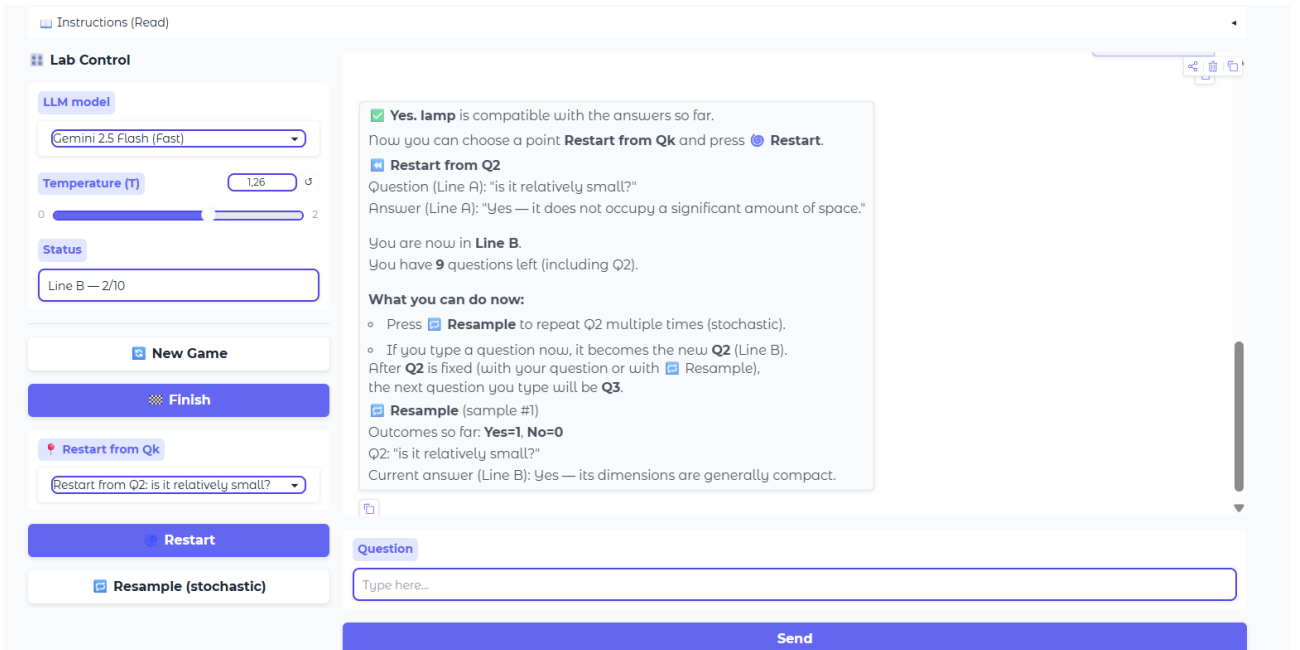 Instructions (Read)
Lab Control
LLM model
Gemini 2.5 Flash (Fast)
Temperature (T)
1,26
0
2
Status
Line B — 2/10
New Game
Finish
Restart from Qk
Restart from Q2: is it relatively small?
Restart
Resample (stochastic)
Yes. lamp is compatible with the answers so far.
Now you can choose a point Restart from Qk and press Restart.
Restart from Q2
Question (Line A): "is it relatively small?"
Answer (Line A): "Yes — it does not occupy a significant amount of space."
You are now in Line B.
You have 9 questions left (including Q2).
What you can do now:
Press Resample to repeat Q2 multiple times (stochastic).
If you type a question now, it becomes the new Q2 (Line B).
After Q2 is fixed (with your question or with Resample),
the next question you type will be Q3.
Resample (sample #1)
Outcomes so far: Yes=1, No=0
Q2: "is it relatively small?"
Current answer (Line B): Yes — its dimensions are generally compact.
Question
Type here...
Send